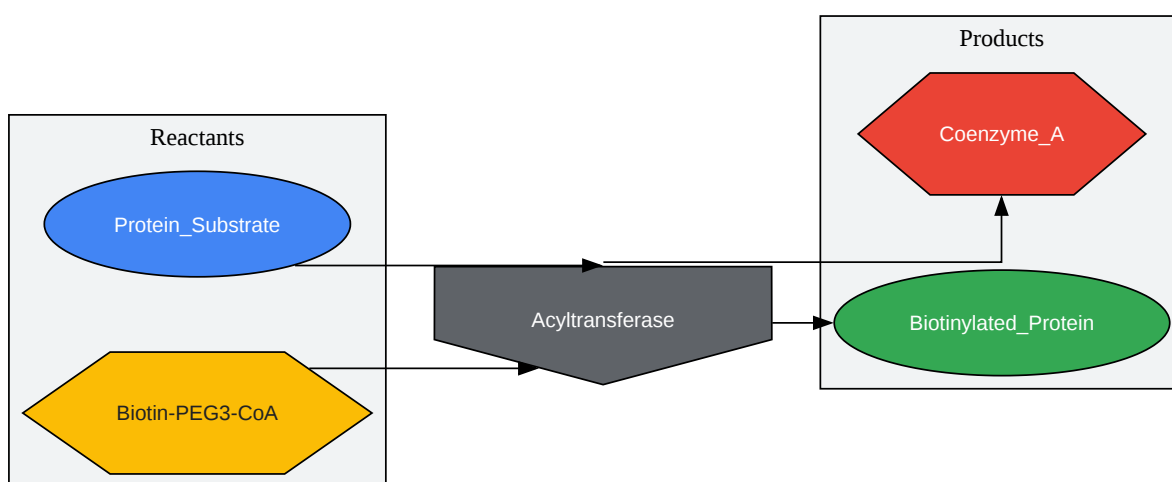 Reactants
Protein_Substrate
Biotin-PEG3-CoA
Acyltransferase
Products
Coenzyme_A
Biotinylated_Protein